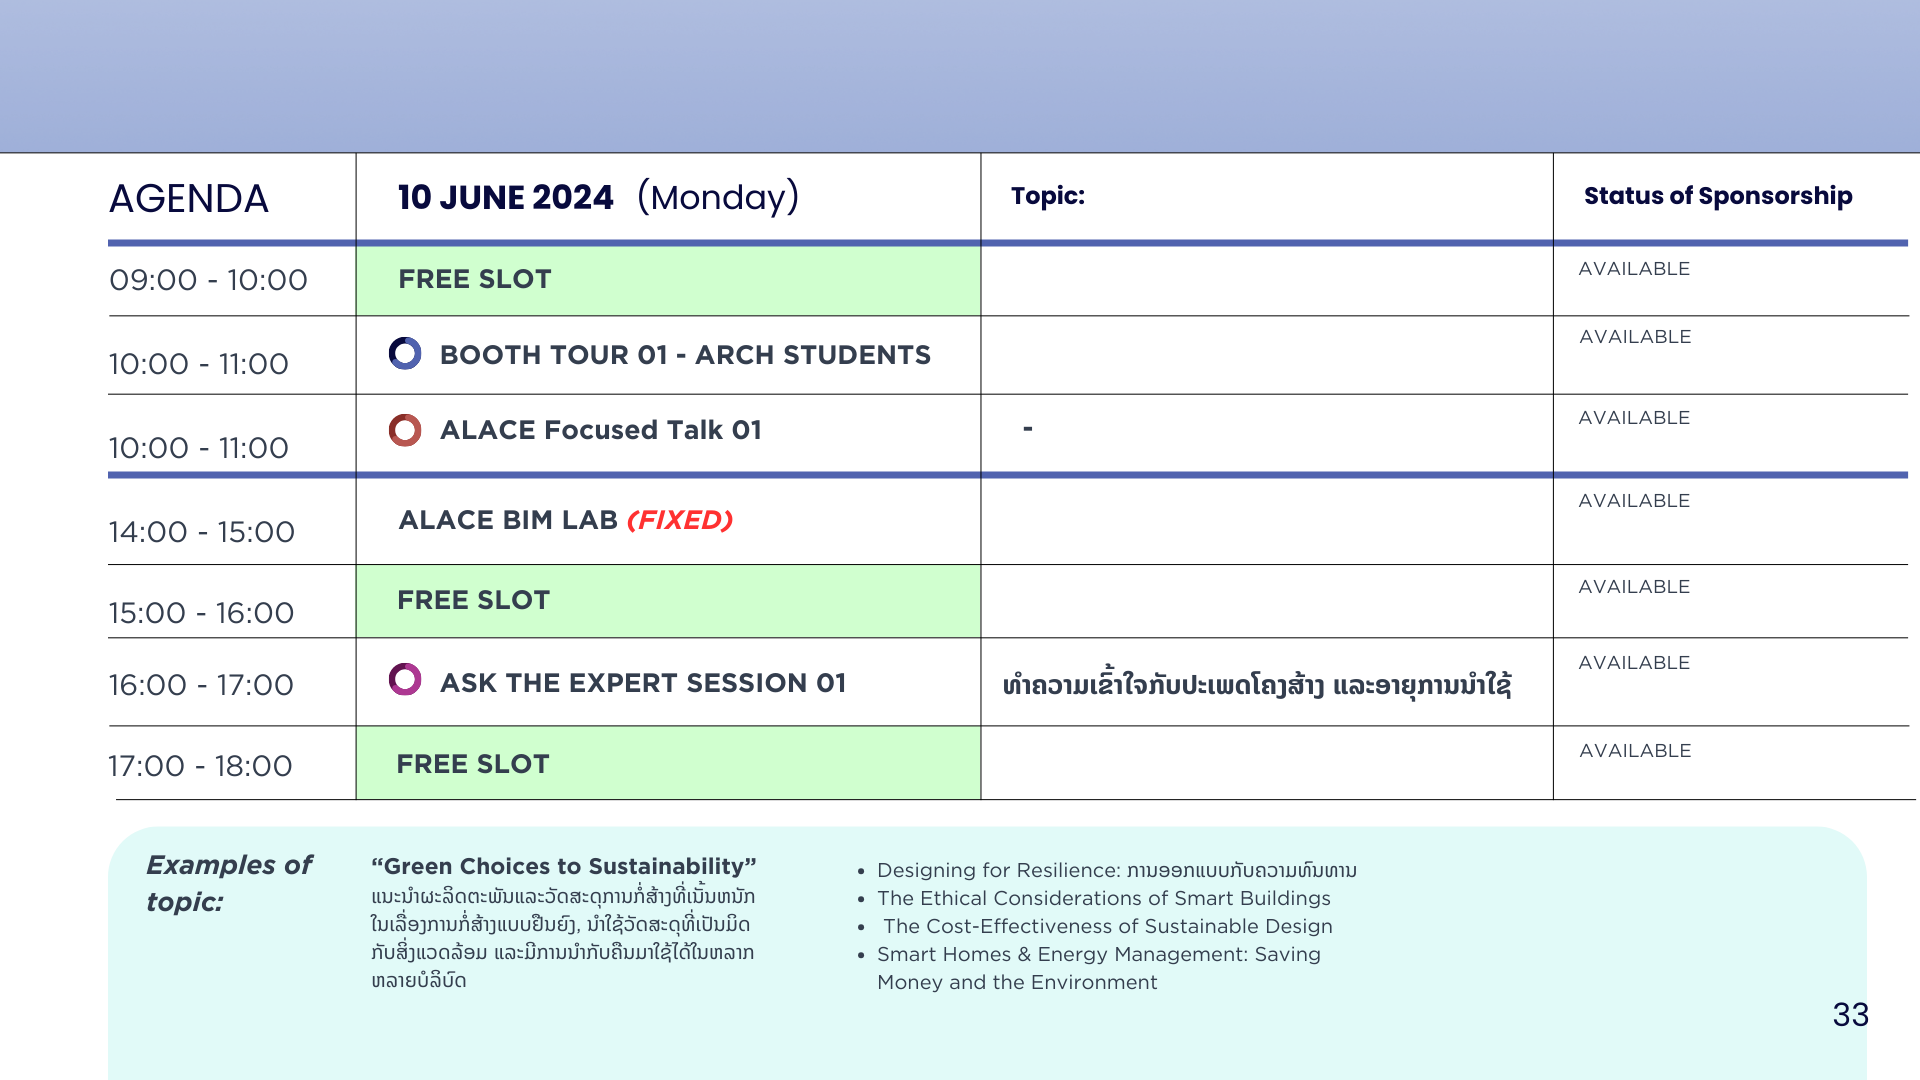 AGENDA
10 JUNE 2024 (Monday)
Topic:
Status of Sponsorship
09:00 - 10:00
FREE SLOT
AVAILABLE
10:00 - 11:00
BOOTH TOUR 01 - ARCH STUDENTS
AVAILABLE
10:00 - 11:00
ALACE Focused Talk 01
-
AVAILABLE
14:00 - 15:00
ALACE BIM LAB (FIXED)
AVAILABLE
15:00 - 16:00
FREE SLOT
AVAILABLE
16:00 - 17:00
ASK THE EXPERT SESSION 01
ທຳຄວາມເຂົ້າໃຈກັບປະເພດໂຄງສ້າງ ແລະອາຍຸການນຳໃຊ້
AVAILABLE
17:00 - 18:00
FREE SLOT
AVAILABLE
Examples of
topic:
“Green Choices to Sustainability”
ແນະນຳຜະລິດຕະພັນແລະວັດສະດຸການກໍ່ສ້າງທີ່ເນັ້ນຫນັກ
ໃນເລື່ອງການກໍ່ສ້າງແບບຢືນຍົງ, ນຳໃຊ້ວັດສະດຸທີ່ເປັນມິດ
ກັບສິ່ງແວດລ້ອມ ແລະມີການນຳກັບຄືນມາໃຊ້ໄດ້ໃນຫລາກ
ຫລາຍບໍລິບົດ
• Designing for Resilience: ການອອກແບບກັບຄວາມທົນທານ
• The Ethical Considerations of Smart Buildings
• The Cost-Effectiveness of Sustainable Design
• Smart Homes & Energy Management: Saving
Money and the Environment
33